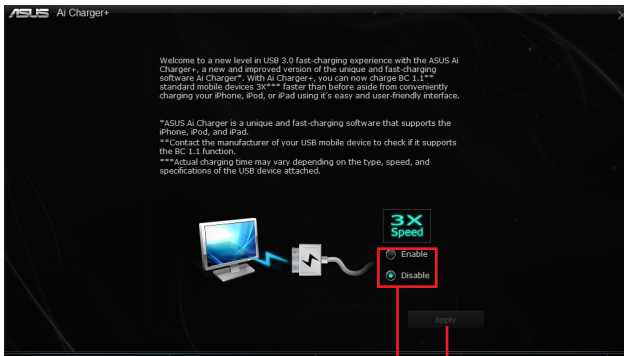 ASUS Ai Charger+
Welcome to a new level in USB 3.0 fast-charging experience with the ASUS Ai
Charger+, a new and improved version of the unique and fast-charging
software Ai Charger*. With Ai Charger+, you can now charge BC 1.1**
standard mobile devices 3X*** faster than before aside from conveniently
charging your iPhone, iPod, or iPad using it's easy and user-friendly interface.
*ASUS Ai Charger is a unique and fast-charging software that supports the
iPhone, iPod, and iPad.
**Contact the manufacturer of your USB mobile device to check if it supports
the BC 1.1 function.
***Actual charging time may vary depending on the type, speed, and
specifications of the USB device attached.
3X
Speed
Enable
Disable
Apply